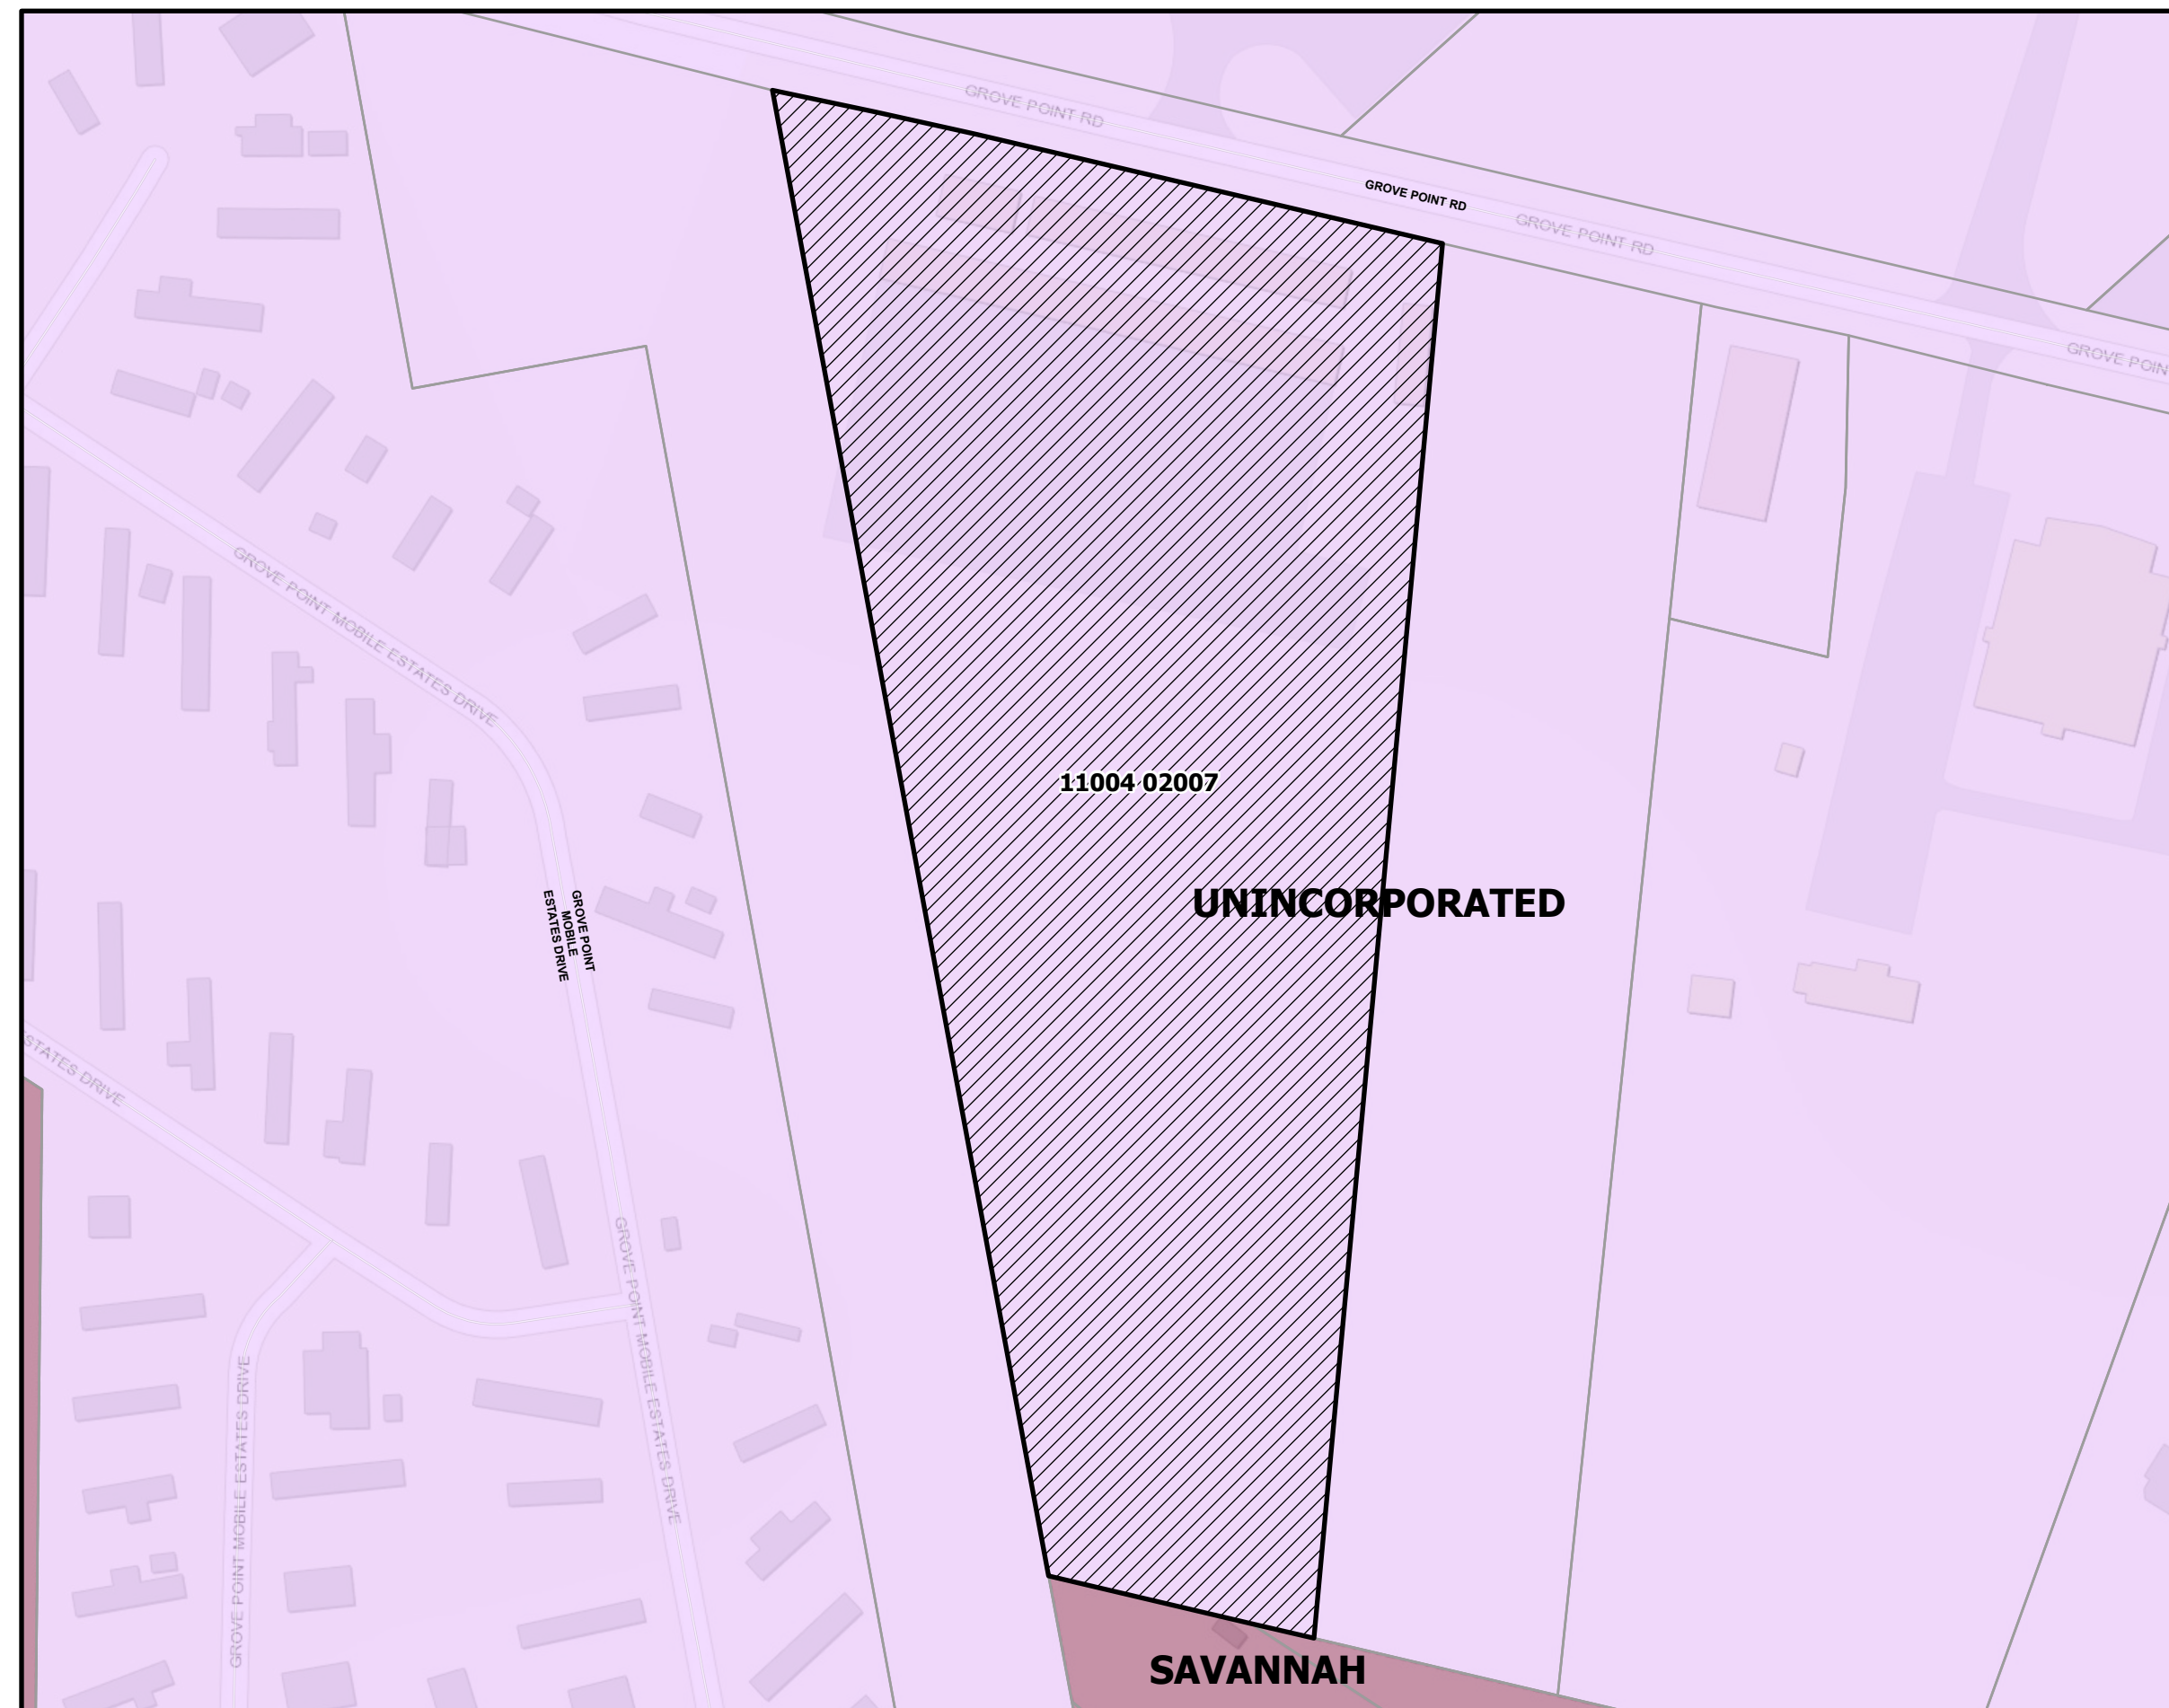 GROVE POINT RD
GROVE POINT RD
GROVE POINT RD
GROVE POIN
GROVE POINT MOBILE ESTATES DRIVE
11004 02007
UNINCORPORATED
GROVE POINT
MOBILE
ESTATES DRIVE
STATES DRIVE
GROVE POINT MOBILE ESTATES DRIVE
GROVE POINT MOBILE ESTATES DRIVE
SAVANNAH